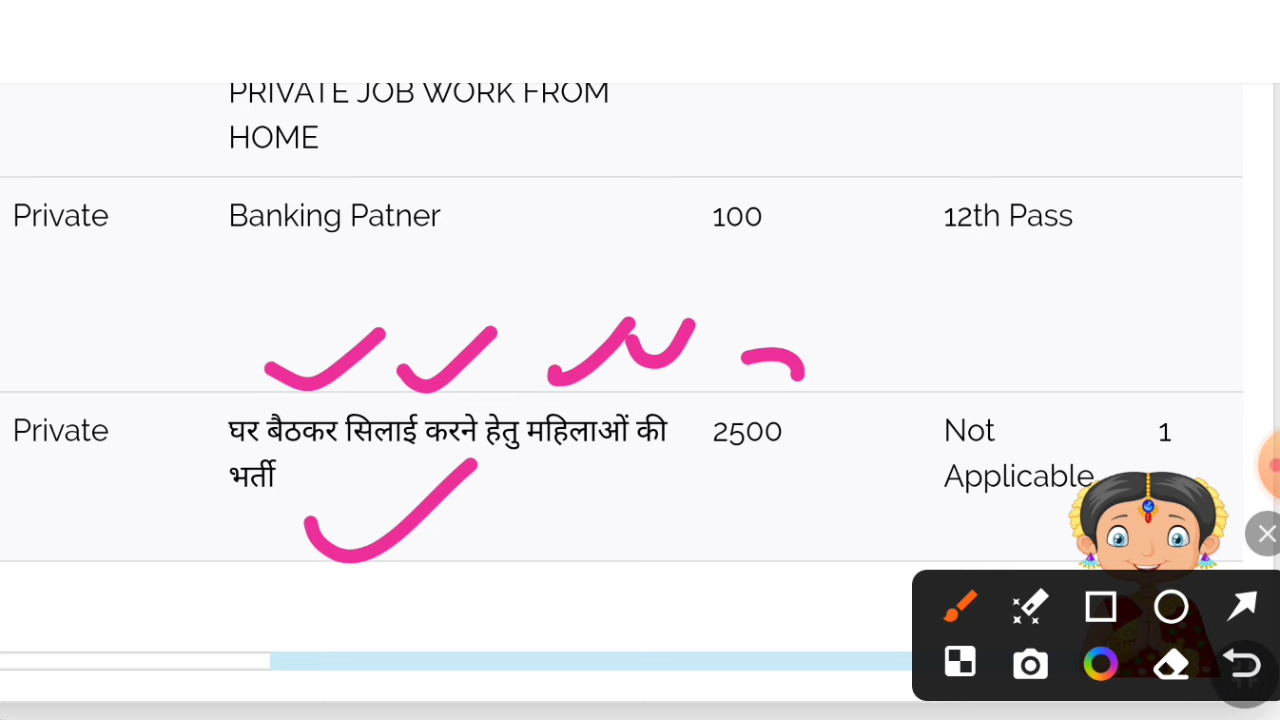 PRIVATE JOB WORK FROM
HOME
Private Banking Patner 100 12th Pass
Private घर बैठकर सिलाई करने हेतु महिलाओं की 2500 Not 1
भर्ती Applicable